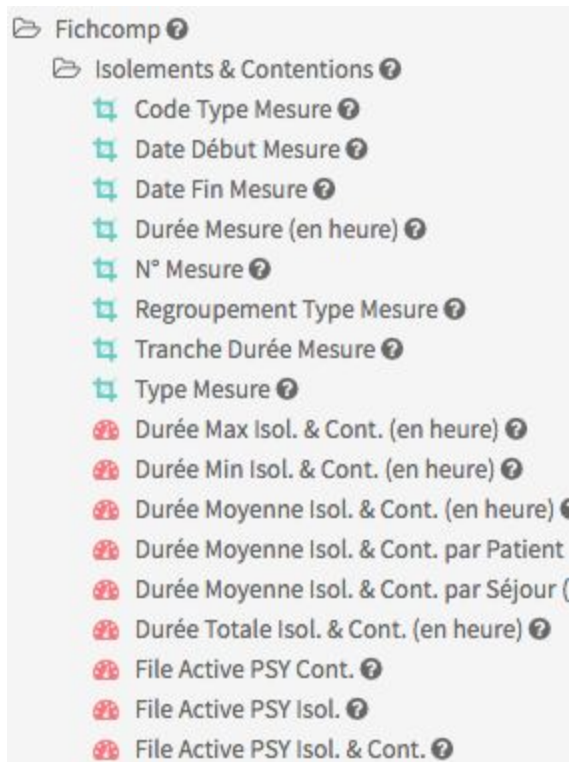 Fichcomp ?
Isolements & Contentions ?
Code Type Mesure ?
Date Début Mesure ?
Date Fin Mesure ?
Durée Mesure (en heure) ?
N° Mesure ?
Regroupement Type Mesure ?
Tranche Durée Mesure ?
Type Mesure ?
Durée Max Isol. & Cont. (en heure) ?
Durée Min Isol. & Cont. (en heure) ?
Durée Moyenne Isol. & Cont. (en heure)
Durée Moyenne Isol. & Cont. par Patient
Durée Moyenne Isol. & Cont. par Séjour (
Durée Totale Isol. & Cont. (en heure) ?
File Active PSY Cont. ?
File Active PSY Isol. ?
File Active PSY Isol. & Cont. ?